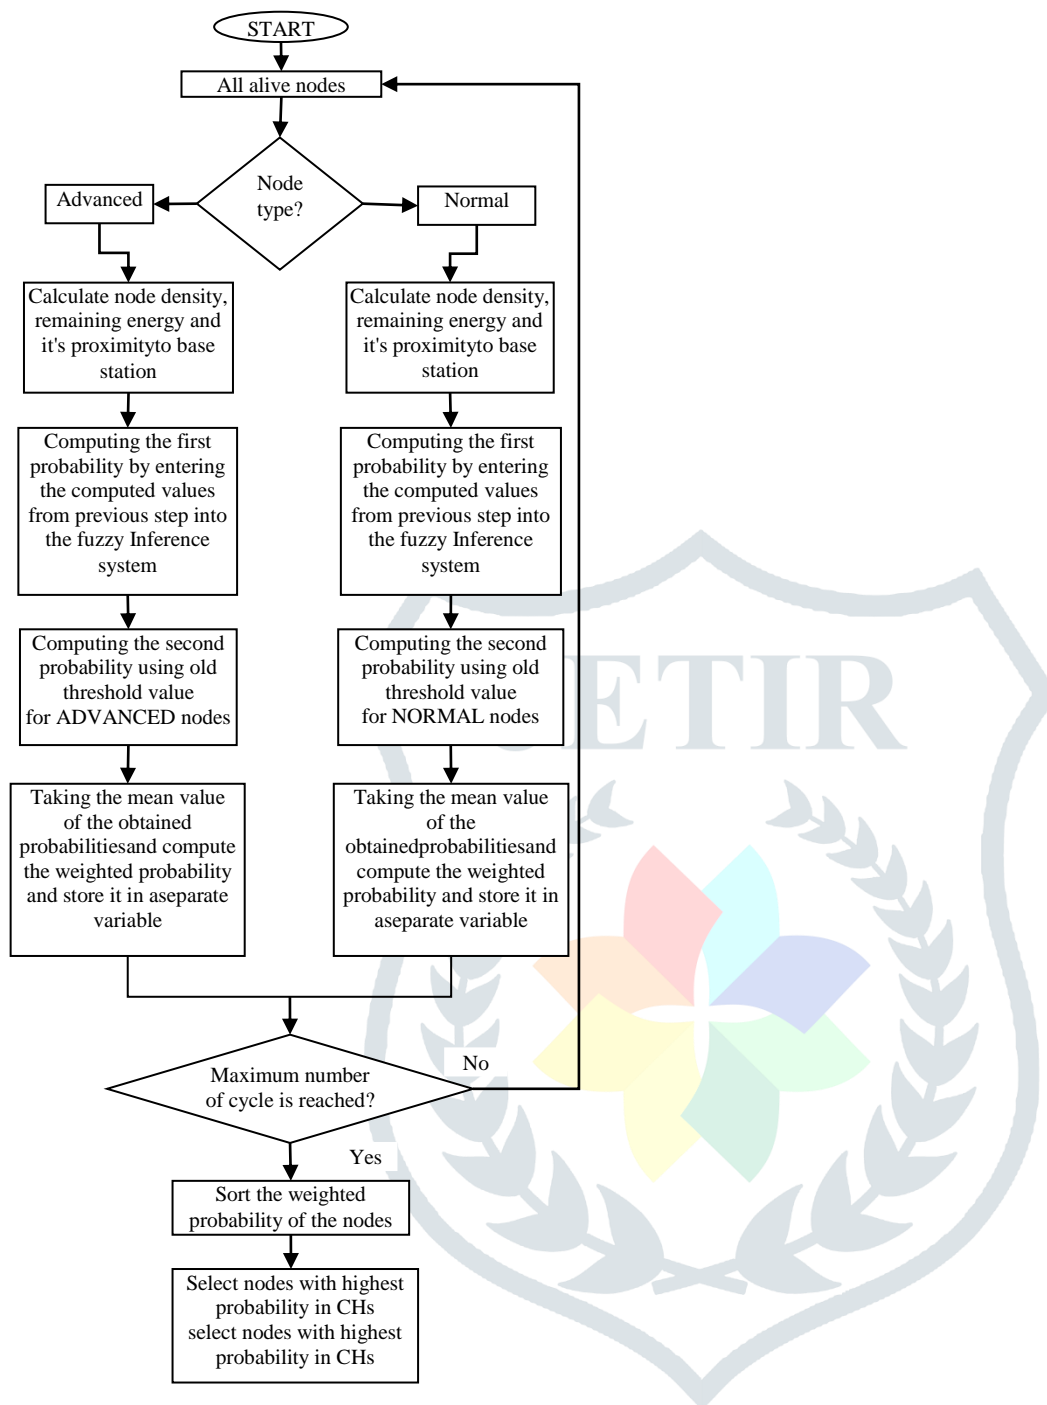 START
All alive nodes
Node
type?
Advanced
Normal
Calculate node density,
remaining energy and
it's proximityto base
station
Calculate node density,
remaining energy and
it's proximityto base
station
Computing the first
probability by entering
the computed values
from previous step into
the fuzzy Inference
system
Computing the first
probability by entering
the computed values
from previous step into
the fuzzy Inference
system
Computing the second
probability using old
threshold value
for ADVANCED nodes
Computing the second
probability using old
threshold value
for NORMAL nodes
Taking the mean value
of the obtained
probabilitiesand compute
the weighted probability
and store it in aseparate
variable
Taking the mean value
of the
obtainedprobabilitiesand
compute the weighted
probability and store it in
aseparate variable
Maximum number
of cycle is reached?
No
Yes
Sort the weighted
probability of the nodes
Select nodes with highest
probability in CHs
select nodes with highest
probability in CHs
JETIR